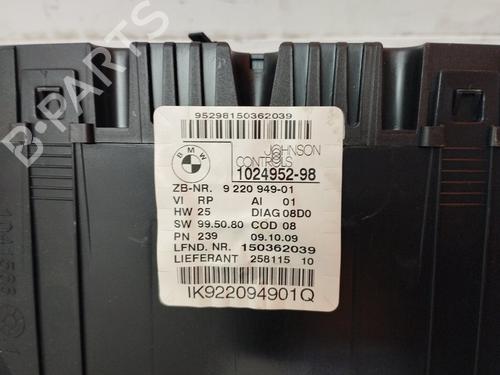 B-PARTS
95298150362039
BMW
JOHNSON
CONTROLS
1024952-98
ZB-NR. 9 220 949-01
VI RP AI 01
HW 25 DIAG 08D0
SW 99.50.80 COD 08
PN 239 09.10.09
LFND. NR. 150362039
LIEFERANT 258115 10
IK922094901Q